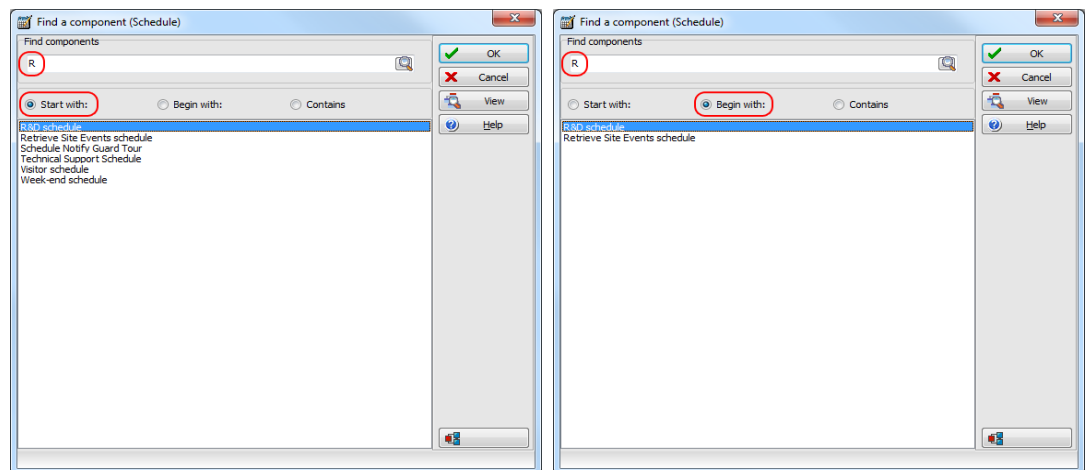 Find a component (Schedule)
Find components
R
OK
Cancel
Start with:
Begin with:
Contains
View
Help
R&D schedule
Retrieve Site Events schedule
Schedule Notify Guard Tour
Technical Support Schedule
Visitor schedule
Week-end schedule
Find a component (Schedule)
Find components
R
OK
Cancel
Start with:
Begin with:
Contains
View
Help
R&D schedule
Retrieve Site Events schedule